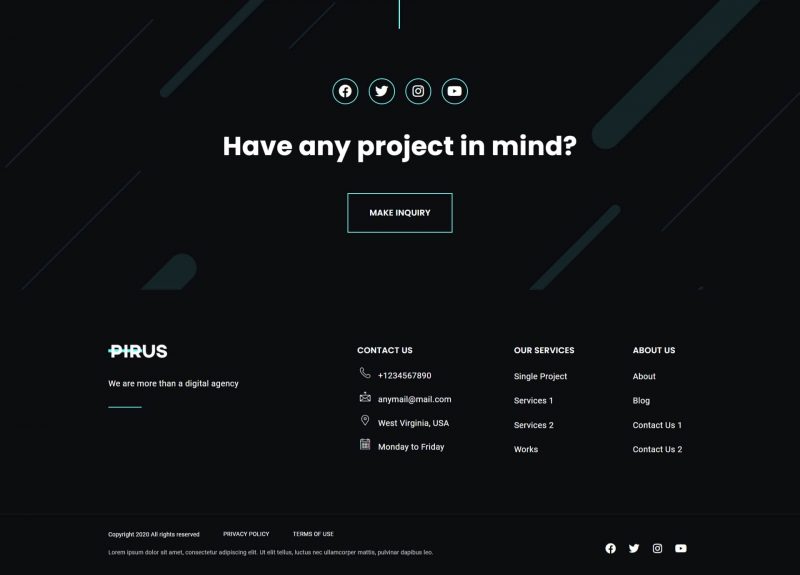 Have any project in mind?
MAKE INQUIRY
PIRUS
We are more than a digital agency
CONTACT US
+1234567890
anymail@mail.com
West Virginia, USA
Monday to Friday
OUR SERVICES
Single Project
Services 1
Services 2
Works
ABOUT US
About
Blog
Contact Us 1
Contact Us 2
Copyright 2020 All rights reserved PRIVACY POLICY TERMS OF USE
Lorem ipsum dolor sit amet, consectetur adipiscing elit. Ut elit tellus, luctus nec ullamcorper mattis, pulvinar dapibus leo.